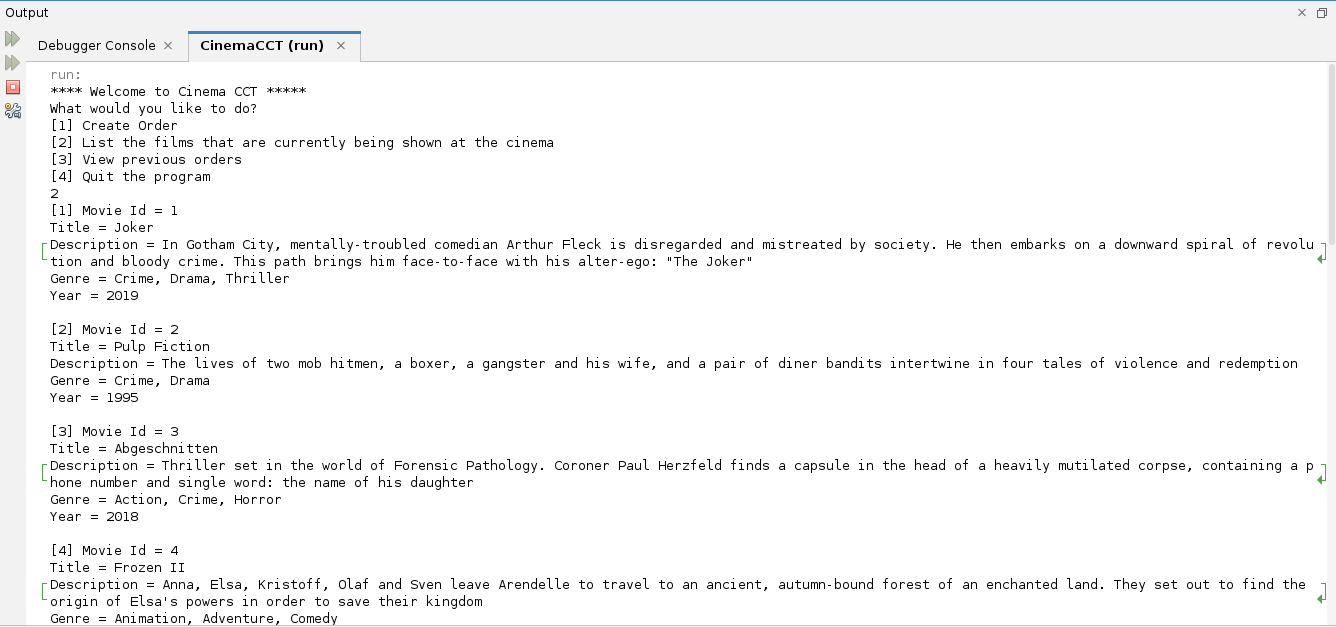 Output
Debugger Console
CinemaCCT (run)
run:
**** Welcome to Cinema CCT *****
What would you like to do?
[1] Create Order
[2] List the films that are currently being shown at the cinema
[3] View previous orders
[4] Quit the program
2
[1] Movie Id = 1
Title = Joker
Description = In Gotham City, mentally-troubled comedian Arthur Fleck is disregarded and mistreated by society. He then embarks on a downward spiral of revolu
tion and bloody crime. This path brings him face-to-face with his alter-ego: "The Joker"
Genre = Crime, Drama, Thriller
Year = 2019
[2] Movie Id = 2
Title = Pulp Fiction
Description = The lives of two mob hitmen, a boxer, a gangster and his wife, and a pair of diner bandits intertwine in four tales of violence and redemption
Genre = Crime, Drama
Year = 1995
[3] Movie Id = 3
Title = Abgeschnitten
Description = Thriller set in the world of Forensic Pathology. Coroner Paul Herzfeld finds a capsule in the head of a heavily mutilated corpse, containing a p
hone number and single word: the name of his daughter
Genre = Action, Crime, Horror
Year = 2018
[4] Movie Id = 4
Title = Frozen II
Description = Anna, Elsa, Kristoff, Olaf and Sven leave Arendelle to travel to an ancient, autumn-bound forest of an enchanted land. They set out to find the
origin of Elsa's powers in order to save their kingdom
Genre = Animation, Adventure, Comedy